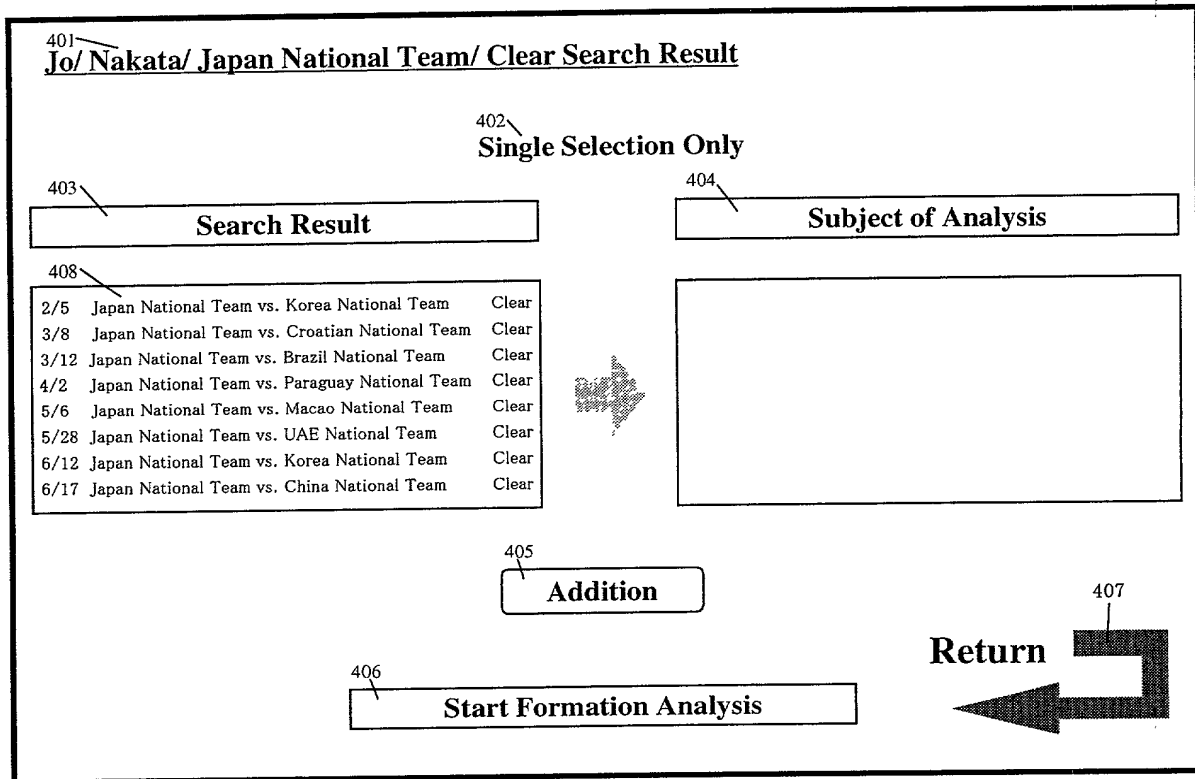 401
Jo/ Nakata/ Japan National Team/ Clear Search Result
402
Single Selection Only
403
Search Result
404
Subject of Analysis
408
2/5 Japan National Team vs. Korea National Team Clear
3/8 Japan National Team vs. Croatian National Team Clear
3/12 Japan National Team vs. Brazil National Team Clear
4/2 Japan National Team vs. Paraguay National Team Clear
5/6 Japan National Team vs. Macao National Team Clear
5/28 Japan National Team vs. UAE National Team Clear
6/12 Japan National Team vs. Korea National Team Clear
6/17 Japan National Team vs. China National Team Clear
405
Addition
407
Return
406
Start Formation Analysis